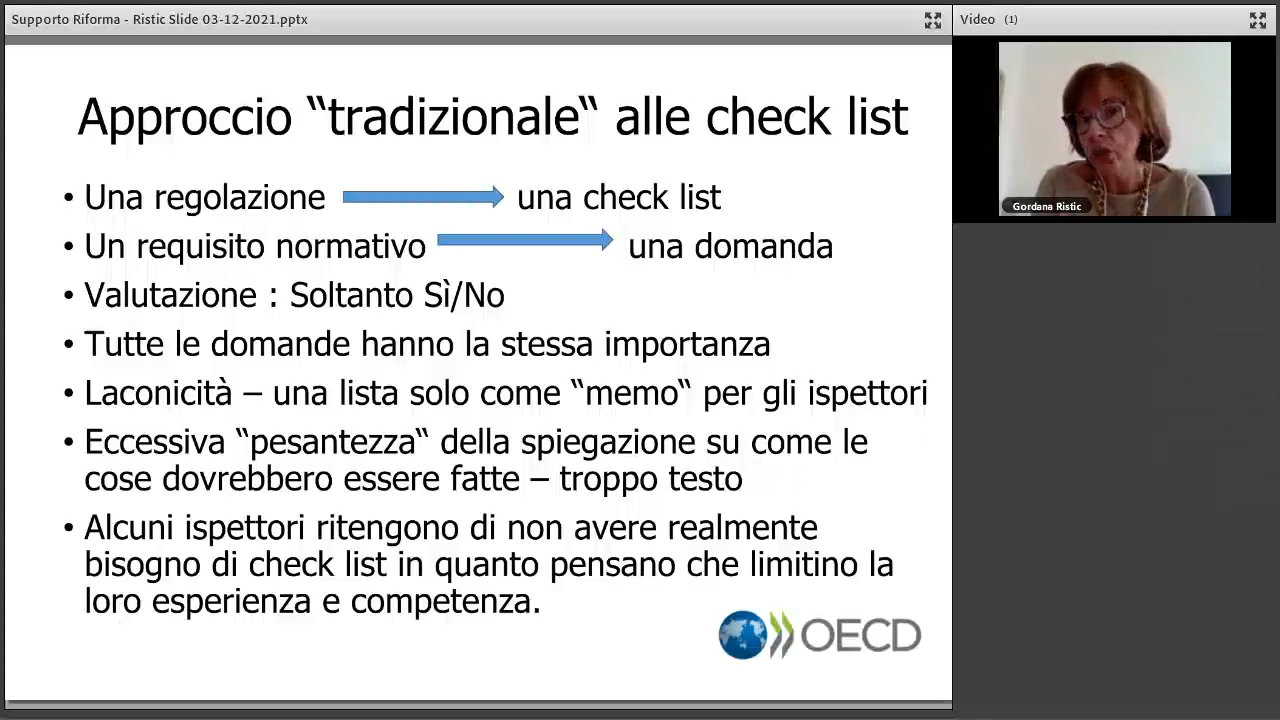 Supporto Riforma - Ristic Slide 03-12-2021.pptx
Video (1)
Approccio “tradizionale“ alle check list
• Una regolazione una check list
• Un requisito normativo una domanda
• Valutazione : Soltanto Sì/No
• Tutte le domande hanno la stessa importanza
• Laconicità – una lista solo come “memo“ per gli ispettori
• Eccessiva “pesantezza“ della spiegazione su come le
cose dovrebbero essere fatte – troppo testo
• Alcuni ispettori ritengono di non avere realmente
bisogno di check list in quanto pensano che limitino la
loro esperienza e competenza.
OECD
Gordana Ristic